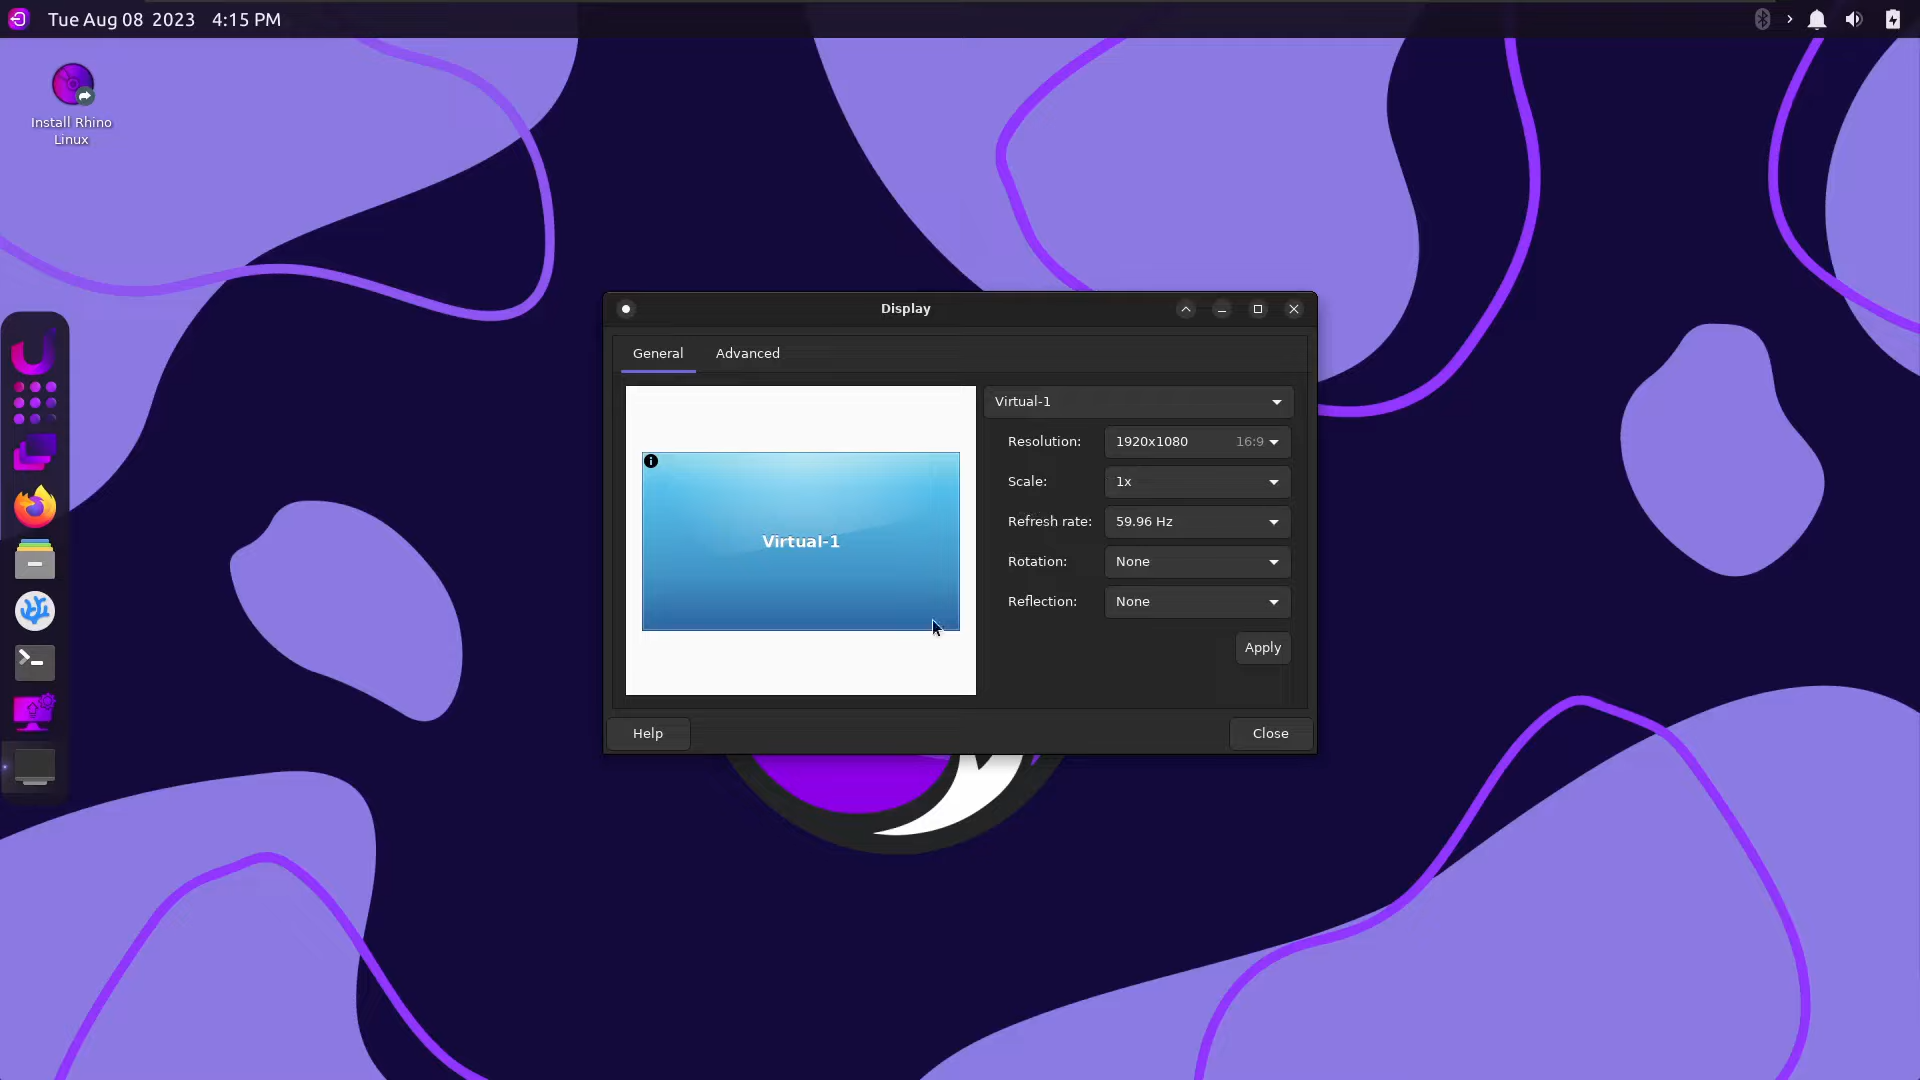 Tue Aug 08 2023 4:15 PM
Install Rhino
Linux
Display
General Advanced
Virtual-1
Resolution: 1920x1080 16:9
Scale: 1x
Refresh rate: 59.96 Hz
Rotation: None
Reflection: None
Virtual-1
Apply
Help Close